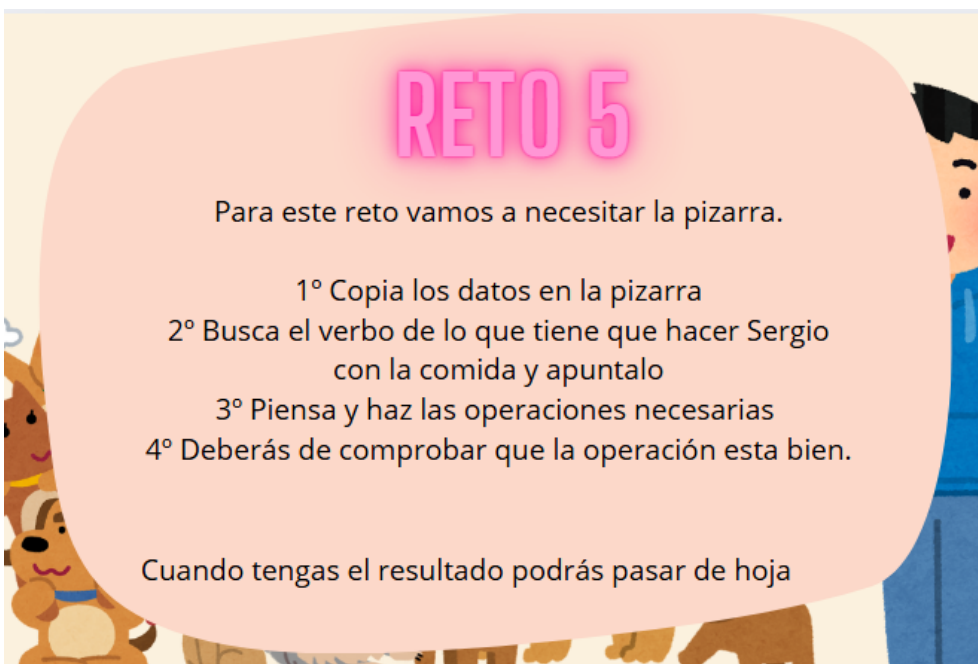 RETO 5
Para este reto vamos a necesitar la pizarra.
1º Copia los datos en la pizarra
2º Busca el verbo de lo que tiene que hacer Sergio
con la comida y apuntalo
3º Piensa y haz las operaciones necesarias
4º Deberás de comprobar que la operación esta bien.
Cuando tengas el resultado podrás pasar de hoja